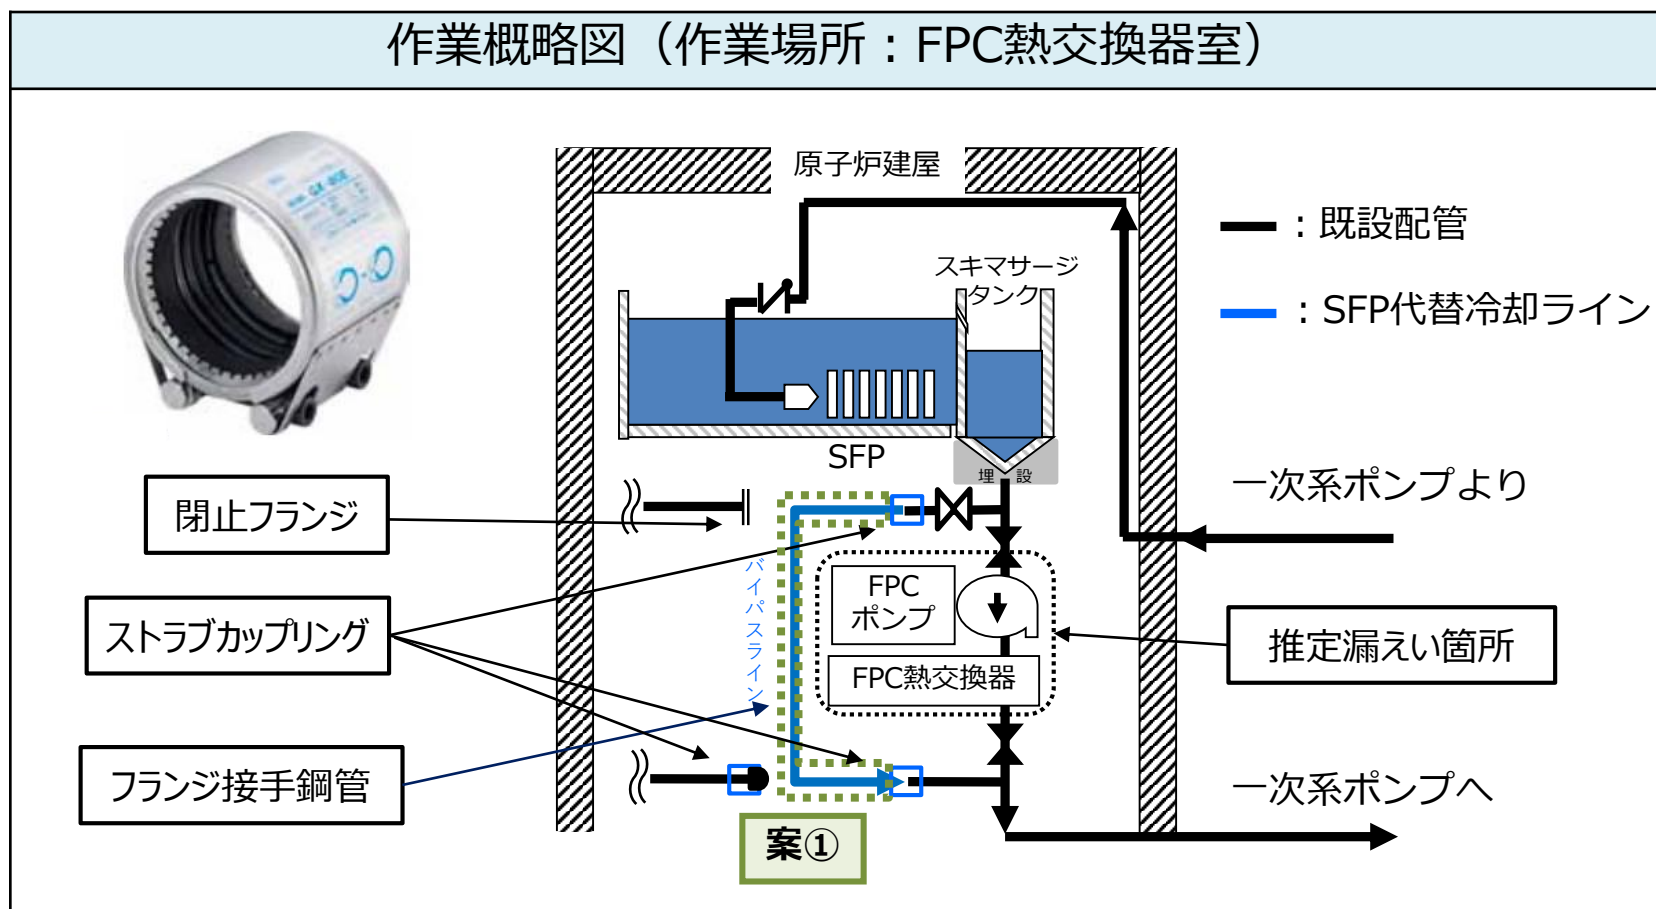 作業概略図（作業場所：FPC熱交換器室）
原子炉建屋
：既設配管
スキマサージ
タンク
：SFP代替冷却ライン
SFP
埋設
一次系ポンプより
閉止フランジ
バイパスライン
FPC
ポンプ
ストラブカップリング
推定漏えい箇所
FPC熱交換器
フランジ接手鋼管
一次系ポンプへ
案①